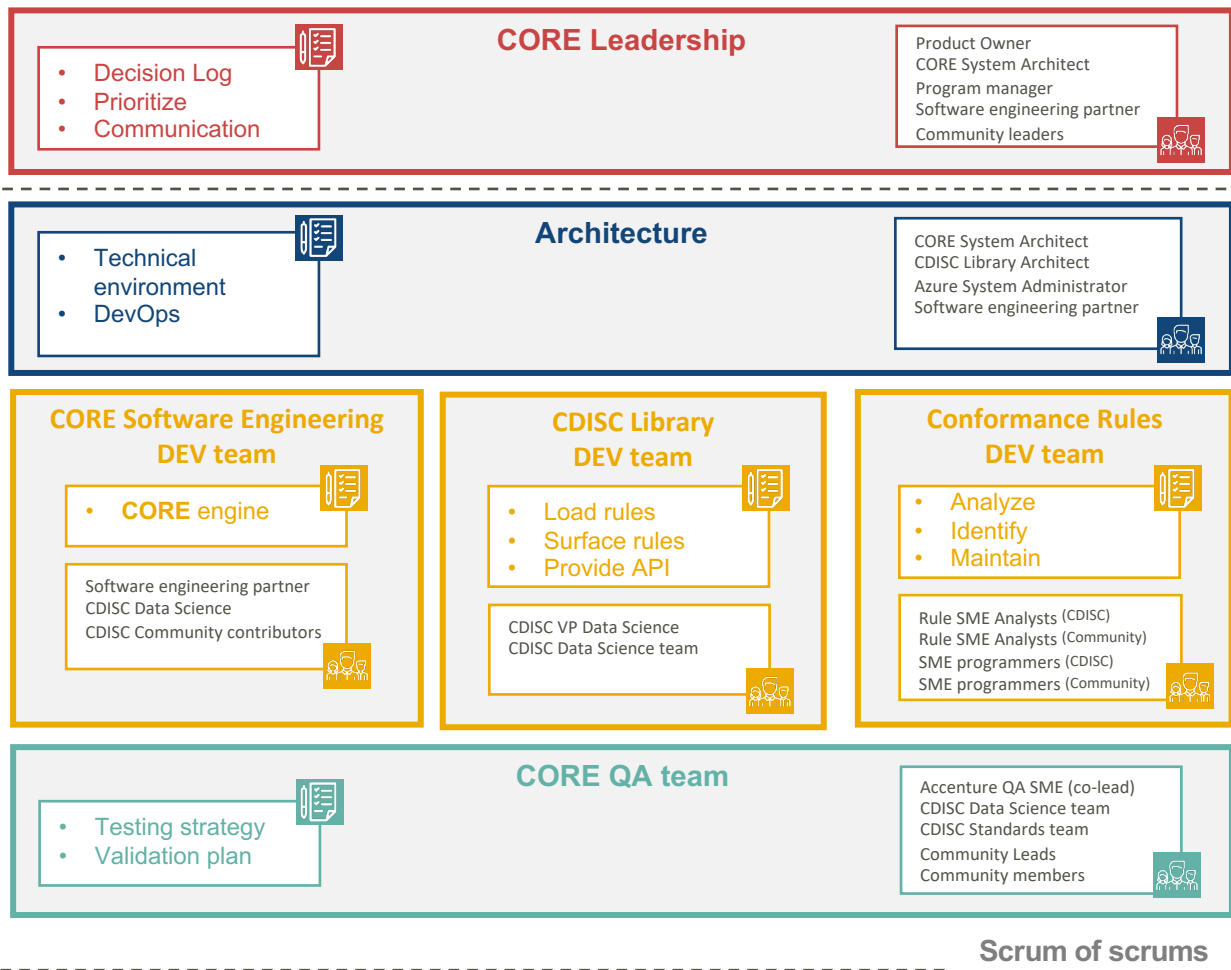 CORE Leadership
• Decision Log
• Prioritize
• Communication
Product Owner
CORE System Architect
Program manager
Software engineering partner
Community leaders
Architecture
• Technical
environment
• DevOps
CORE System Architect
CDISC Library Architect
Azure System Administrator
Software engineering partner
CORE Software Engineering
DEV team
• CORE engine
Software engineering partner
CDISC Data Science
CDISC Community contributors
CDISC Library
DEV team
• Load rules
• Surface rules
• Provide API
CDISC VP Data Science
CDISC Data Science team
Conformance Rules
DEV team
• Analyze
• Identify
• Maintain
Rule SME Analysts (CDISC)
Rule SME Analysts (Community)
SME programmers (CDISC)
SME programmers (Community)
CORE QA team
• Testing strategy
• Validation plan
Accenture QA SME (co-lead)
CDISC Data Science team
CDISC Standards team
Community Leads
Community members
Scrum of scrums